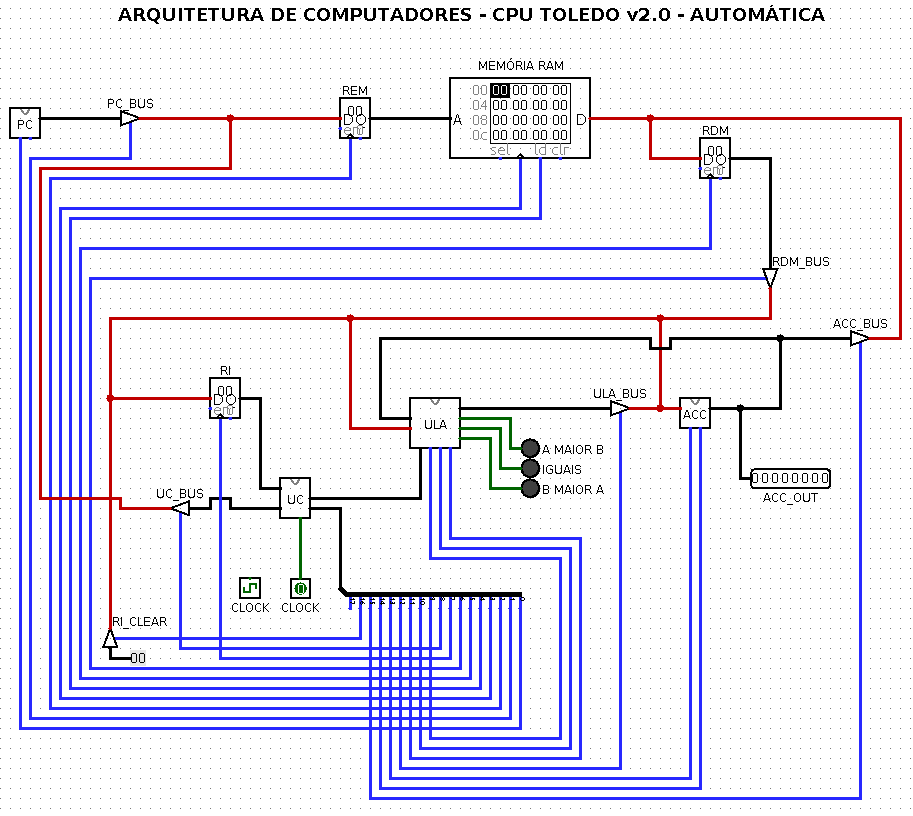 ARQUITETURA DE COMPUTADORES - CPU TOLEDO v2.0 - AUTOMÁTICA
MEMÓRIA RAM
PC_BUS
REM
00
D Q
en
PC
A
00 00 00 00 00
04 00 00 00 00
08 00 00 00 00
0c 00 00 00 00
D
sel ld clr
RDM
00
D Q
en
RDM_BUS
ACC_BUS
RI
00
D Q
en
ULA_BUS
ULA
ACC
A MAIOR B
IGUAIS
B MAIOR A
00000000
ACC_OUT
UC_BUS
UC
CLOCK
0
CLOCK
RI_CLEAR
00